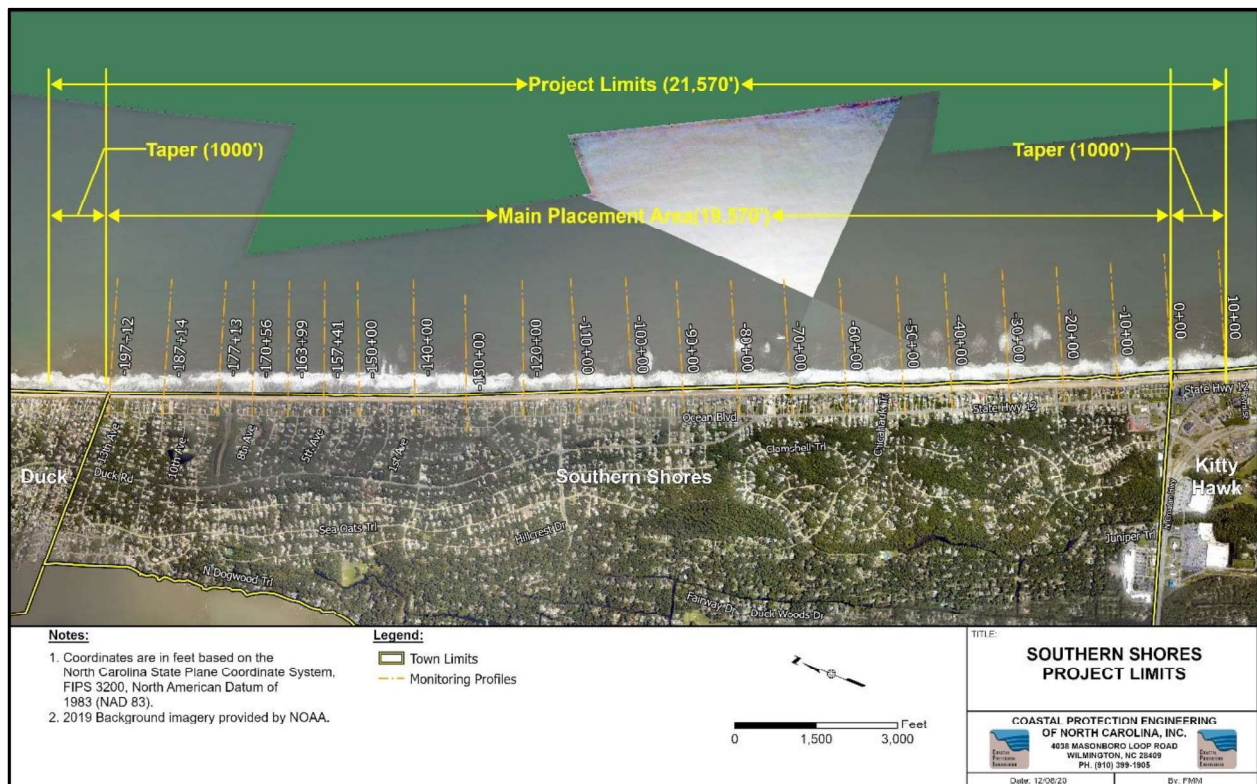 Project Limits (21,570')
Taper (1000')
Taper (1000')
Main Placement Area(19,570')
-197+12
-187+14
-177+13
-170+56
-163+99
-157+41
-150+00
-140+00
-130+00
-120+00
-110+00
-100+00
-90+00
-80+00
-70+00
-60+00
-50+00
-40+00
-30+00
-20+00
-10+00
0+00
10+00
Duck
13th Ave
Duck Rd
10th Ave
8th Ave
5th Ave
1st Ave
Ocean Blvd
State Hwy 12
State Hwy 12
Clamshell Trl
Chicahauk Trl
Southern Shores
Kitty
Hawk
Sea Oats Trl
Hillcrest Dr
Juniper Trl
N Dogwood Trl
Fairway Dr
Duck Woods Dr
Notes:
1. Coordinates are in feet based on the
North Carolina State Plane Coordinate System,
FIPS 3200, North American Datum of
1983 (NAD 83).
2. 2019 Background imagery provided by NOAA.
Legend:
Town Limits
Monitoring Profiles
N
Feet
0 1,500 3,000
TITLE:
SOUTHERN SHORES
PROJECT LIMITS
COASTAL PROTECTION ENGINEERING
OF NORTH CAROLINA, INC.
4038 MASONBORO LOOP ROAD
WILMINGTON, NC 28409
PH. (910) 399-1905
COASTAL
PROTECTION
ENGINEERING
COASTAL
PROTECTION
ENGINEERING
Date: 12/08/20
By: FMM